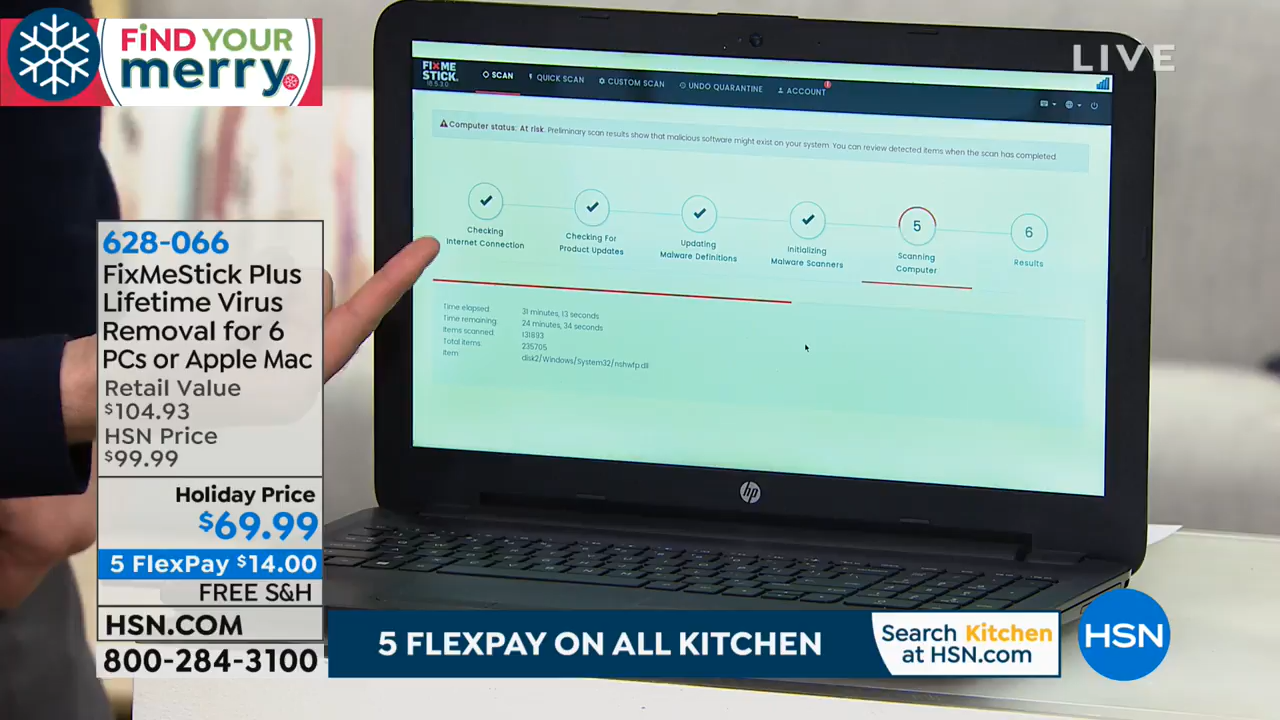 FiND YOUR
merry
LIVE
FIXME
STICK.
SCAN
QUICK SCAN
CUSTOM SCAN
UNDO QUARANTINE
ACCOUNT
Computer status: At risk. Preliminary scan results show that malicious software might exist on your system. You can review detected items when the scan has completed.
5
6
Checking
Internet Connection
Checking For
Product Updates
Updating
Malware Definitions
Initializing
Malware Scanners
Scanning
Computer
Results
Time elapsed: 31 minutes, 13 seconds
Time remaining: 24 minutes, 34 seconds
Items scanned: 131893
Total items: 235705
Item: disk2/Windows/System32/nshwfp.dll
hp
628-066
FixMeStick Plus
Lifetime Virus
Removal for 6
PCs or Apple Mac
Retail Value
$104.93
HSN Price
$99.99
Holiday Price
$69.99
5 FlexPay $14.00
FREE S&H
HSN.COM
800-284-3100
5 FLEXPAY ON ALL KITCHEN
Search Kitchen
at HSN.com
HSN